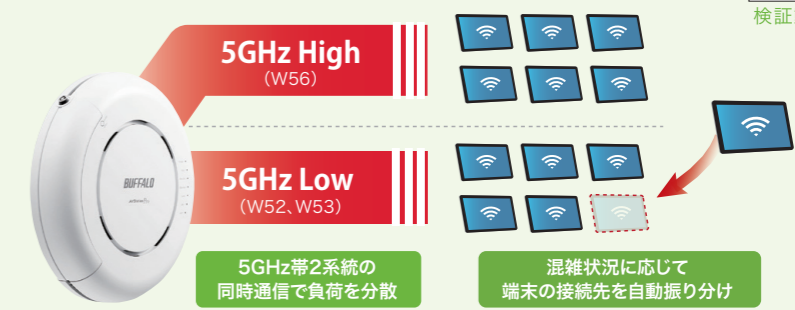 検証
5GHz High
(W56)
BUFFALO
5GHz Low
(W52、W53)
5GHz帯2系統の
同時通信で負荷を分散
混雑状況に応じて
端末の接続先を自動振り分け